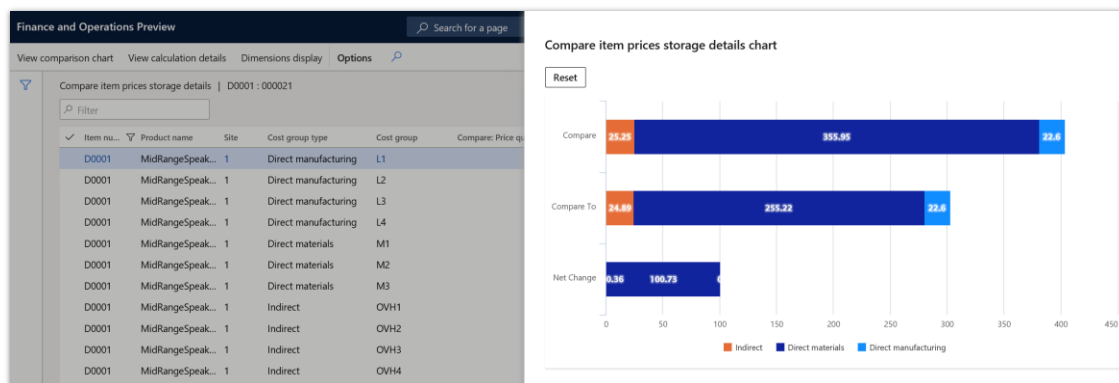 Finance and Operations Preview
Search for a page
View comparison chart View calculation details Dimensions display Options
Compare item prices storage details | D0001 : 000021
Filter
Item nu... Product name Site Cost group type Cost group Compare: Price qu
D0001 MidRangeSpeak... 1 Direct manufacturing L1
D0001 MidRangeSpeak... 1 Direct manufacturing L2
D0001 MidRangeSpeak... 1 Direct manufacturing L3
D0001 MidRangeSpeak... 1 Direct manufacturing L4
D0001 MidRangeSpeak... 1 Direct materials M1
D0001 MidRangeSpeak... 1 Direct materials M2
D0001 MidRangeSpeak... 1 Direct materials M3
D0001 MidRangeSpeak... 1 Indirect OVH1
D0001 MidRangeSpeak... 1 Indirect OVH2
D0001 MidRangeSpeak... 1 Indirect OVH3
D0001 MidRangeSpeak... 1 Indirect OVH4
Compare item prices storage details chart
Reset
Compare 25.25 355.95 22.6
Compare To 24.89 255.22 22.6
Net Change 0.36 100.73
0 50 100 150 200 250 300 350 400 450
Indirect Direct materials Direct manufacturing